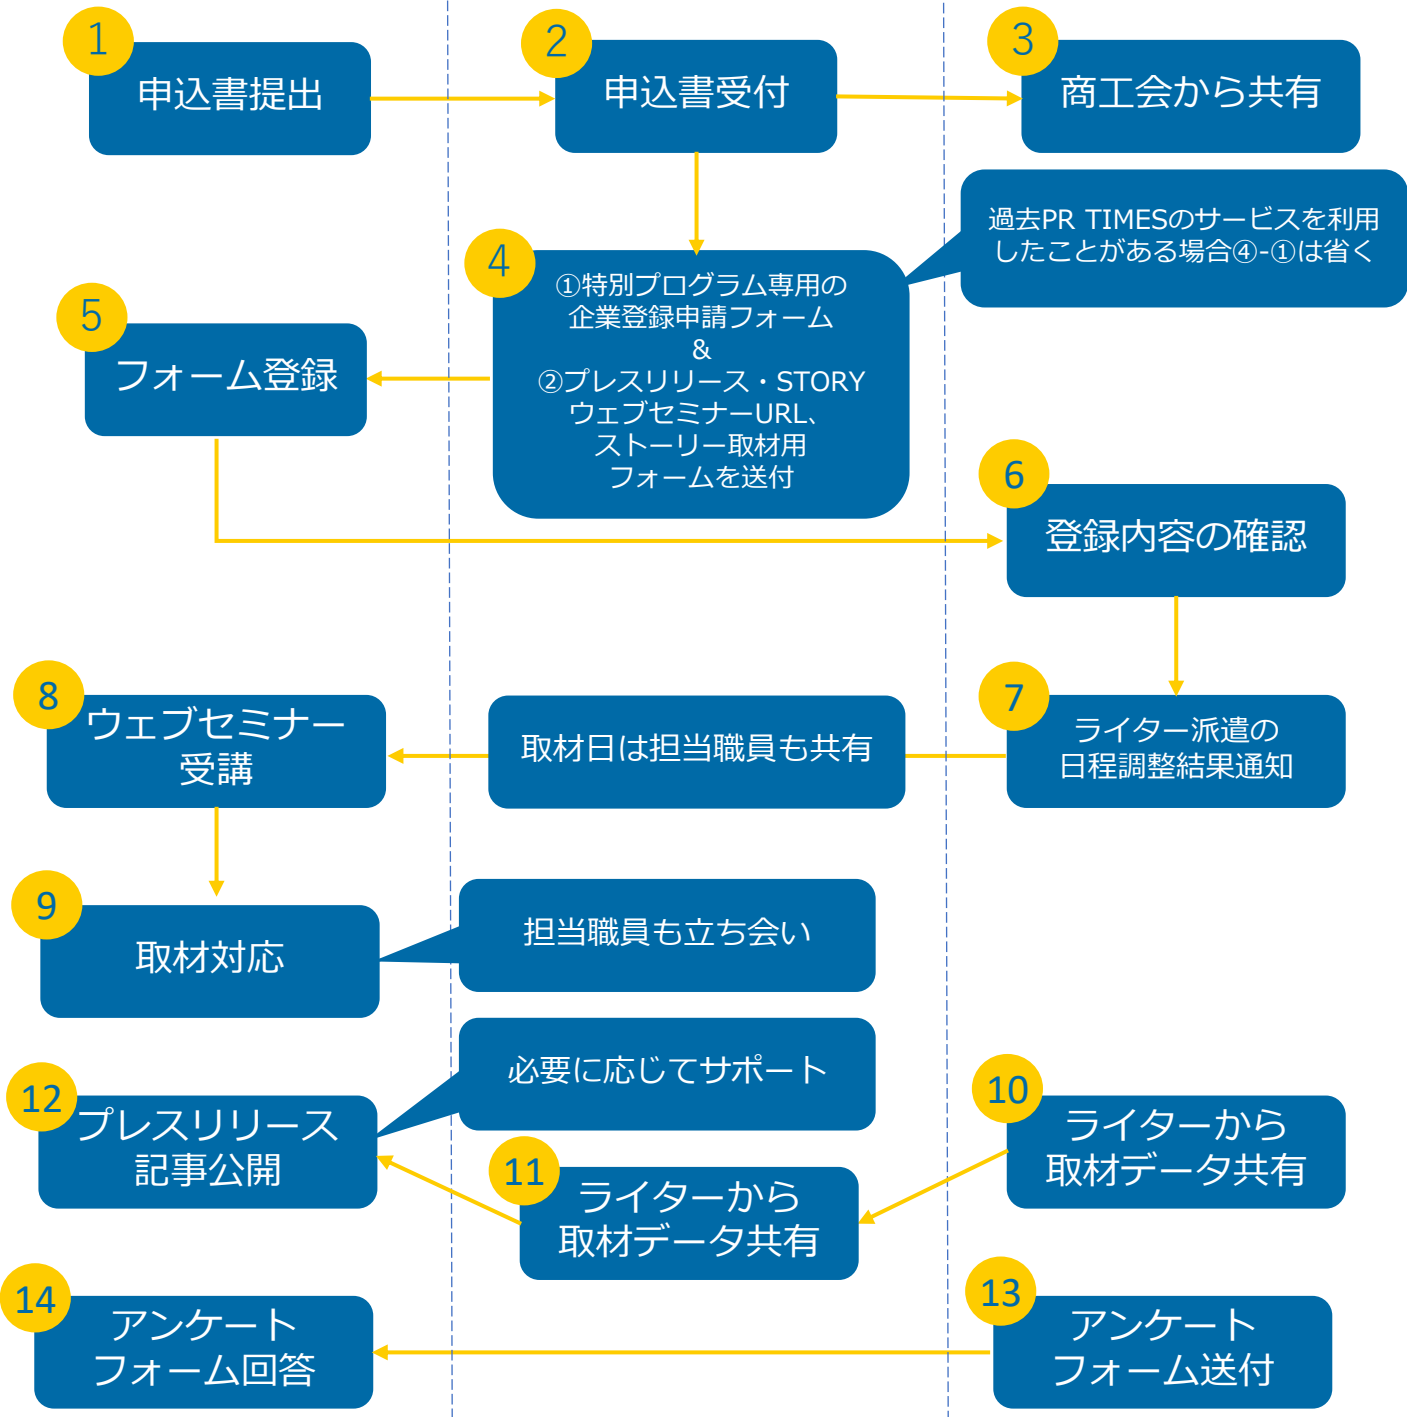 1
申込書提出
2
申込書受付
3
商工会から共有
過去PR TIMESのサービスを利用
したことがある場合④-①は省く
4
①特別プログラム専用の
企業登録申請フォーム
&
②プレスリリース・STORY
ウェブセミナーURL、
ストーリー取材用
フォームを送付
5
フォーム登録
6
登録内容の確認
7
ライター派遣の
日程調整結果通知
取材日は担当職員も共有
8
ウェブセミナー
受講
9
取材対応
担当職員も立ち会い
必要に応じてサポート
10
ライターから
取材データ共有
11
ライターから
取材データ共有
12
プレスリリース
記事公開
13
アンケート
フォーム送付
14
アンケート
フォーム回答